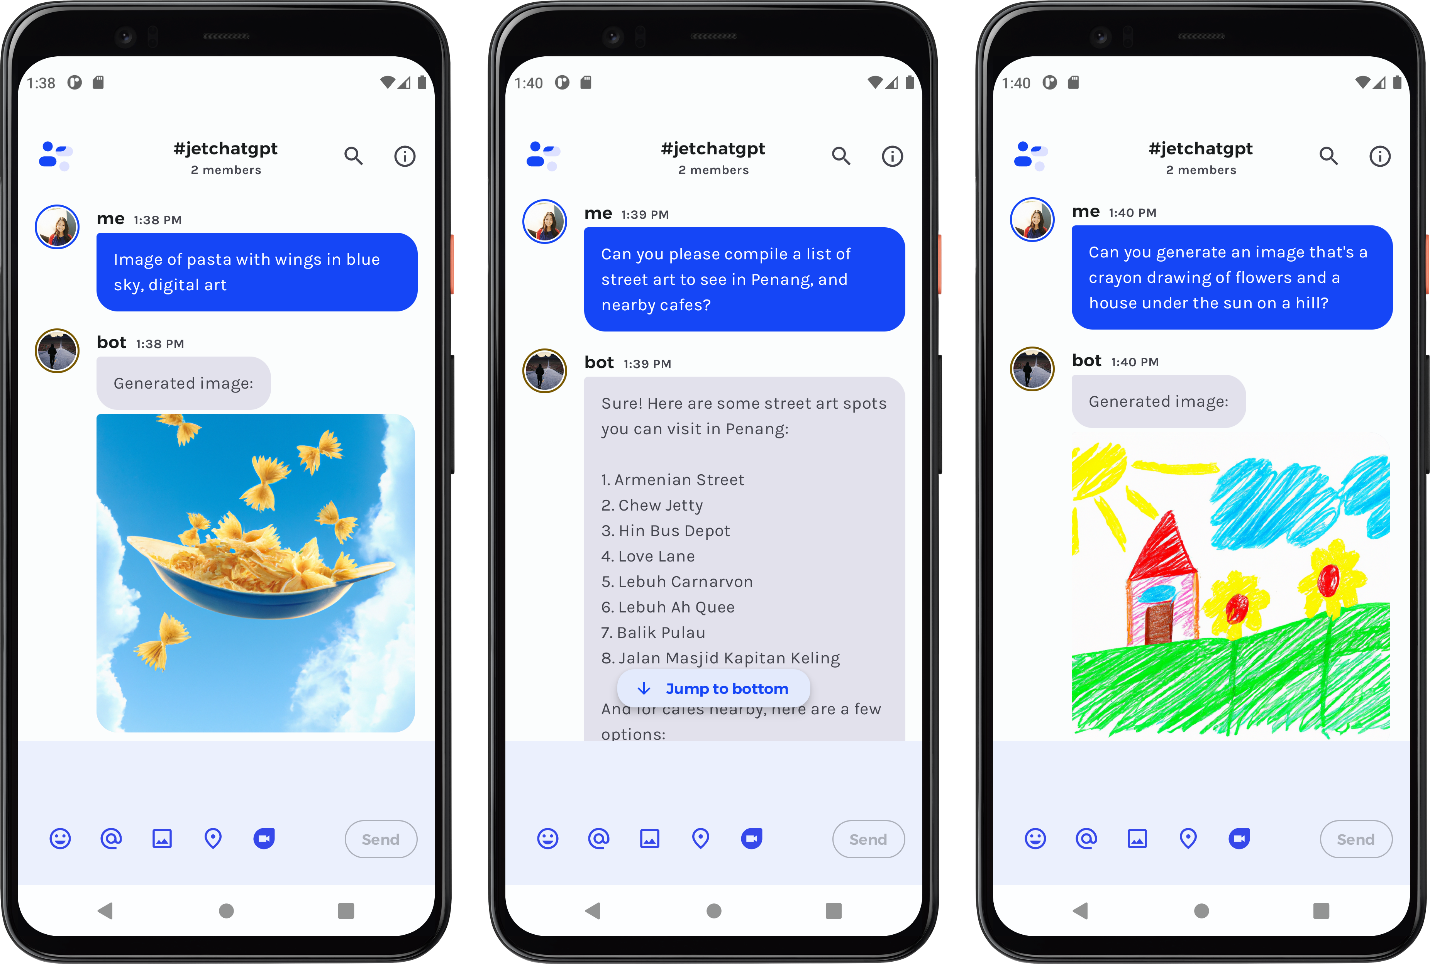 1:38
#jetchatgpt
2 members
me 1:38 PM
Image of pasta with wings in blue
sky, digital art
bot 1:38 PM
Generated image:
Send
1:40
#jetchatgpt
2 members
me 1:39 PM
Can you please compile a list of
street art to see in Penang, and
nearby cafes?
bot 1:39 PM
Sure! Here are some street art spots
you can visit in Penang:
1. Armenian Street
2. Chew Jetty
3. Hin Bus Depot
4. Love Lane
5. Lebuh Carnarvon
6. Lebuh Ah Quee
7. Balik Pulau
8. Jalan Masjid Kapitan Keling
Jump to bottom
And for cafes nearby, here are a few
options:
Send
1:40
#jetchatgpt
2 members
me 1:40 PM
Can you generate an image that's a
crayon drawing of flowers and a
house under the sun on a hill?
bot 1:40 PM
Generated image:
Send